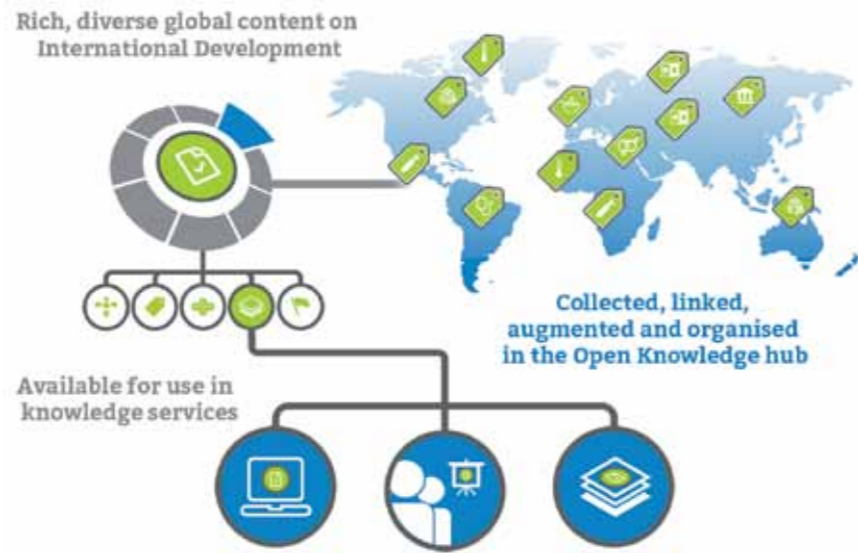 Rich, diverse global content on
International Development
Collected, linked,
augmented and organised
in the Open Knowledge hub
Available for use in
knowledge services